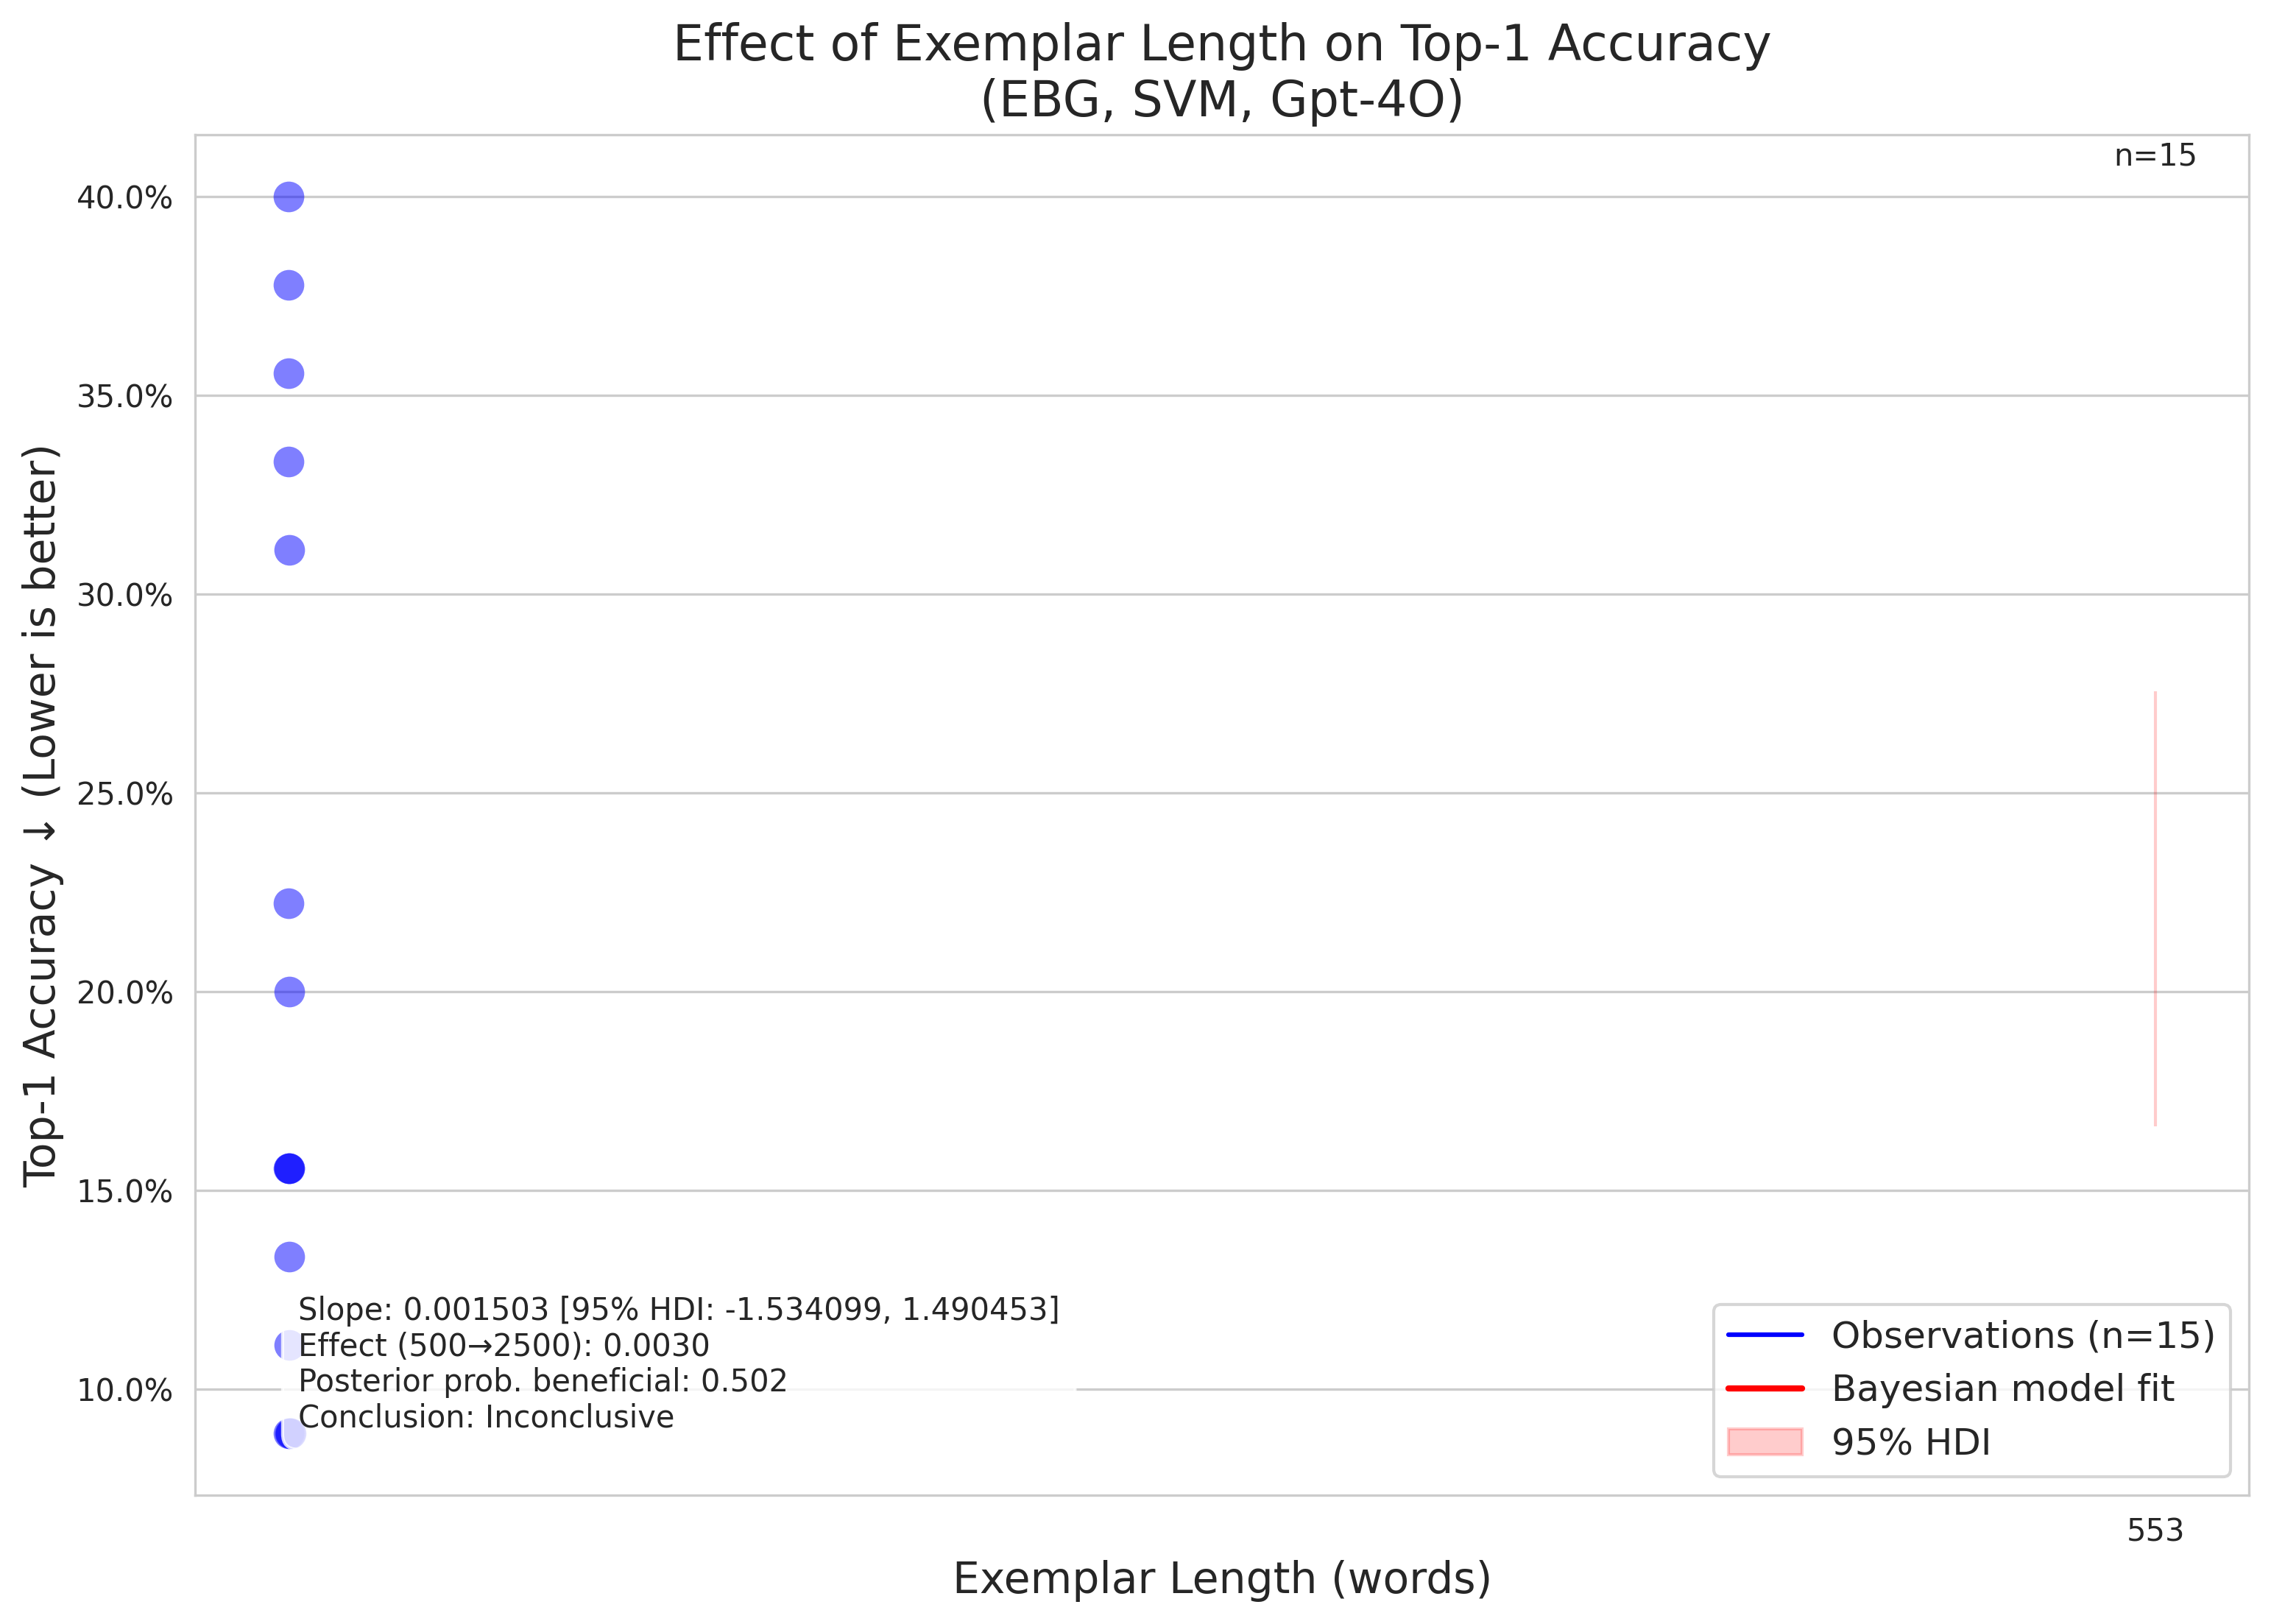 Effect of Exemplar Length on Top-1 Accuracy
(EBG, SVM, Gpt-4O)
n=15
Top-1 Accuracy ↓ (Lower is better)
40.0%
35.0%
30.0%
25.0%
20.0%
15.0%
10.0%
Slope: 0.001503 [95% HDI: -1.534099, 1.490453]
Effect (500→2500): 0.0030
Posterior prob. beneficial: 0.502
Conclusion: Inconclusive
Observations (n=15)
Bayesian model fit
95% HDI
553
Exemplar Length (words)